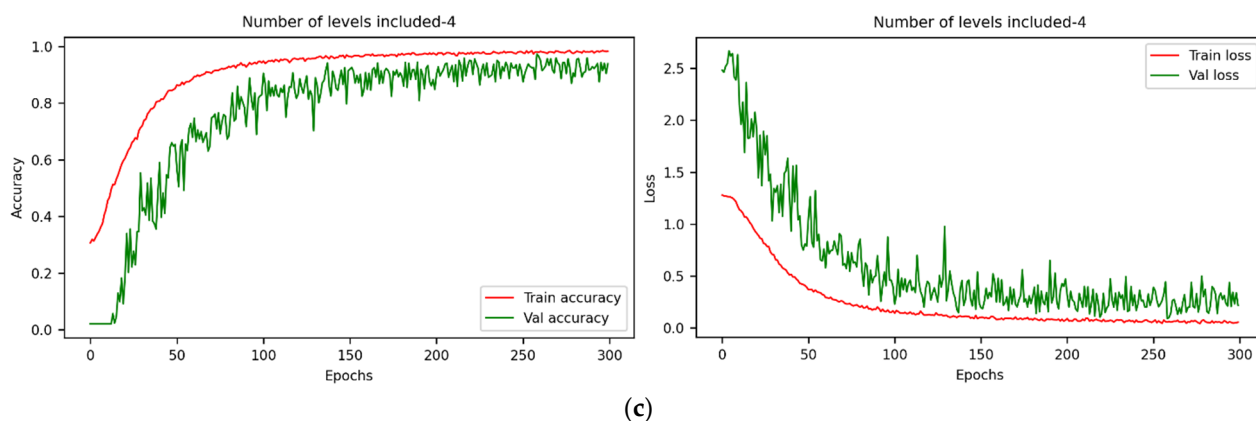 Number of levels included-4
1.0
0.8
0.6
0.4
0.2
0.0
Accuracy
Train accuracy
Val accuracy
0
50
100
150
200
250
300
Epochs
Number of levels included-4
2.5
2.0
1.5
1.0
0.5
0.0
Loss
Train loss
Val loss
0
50
100
150
200
250
300
Epochs
(c)